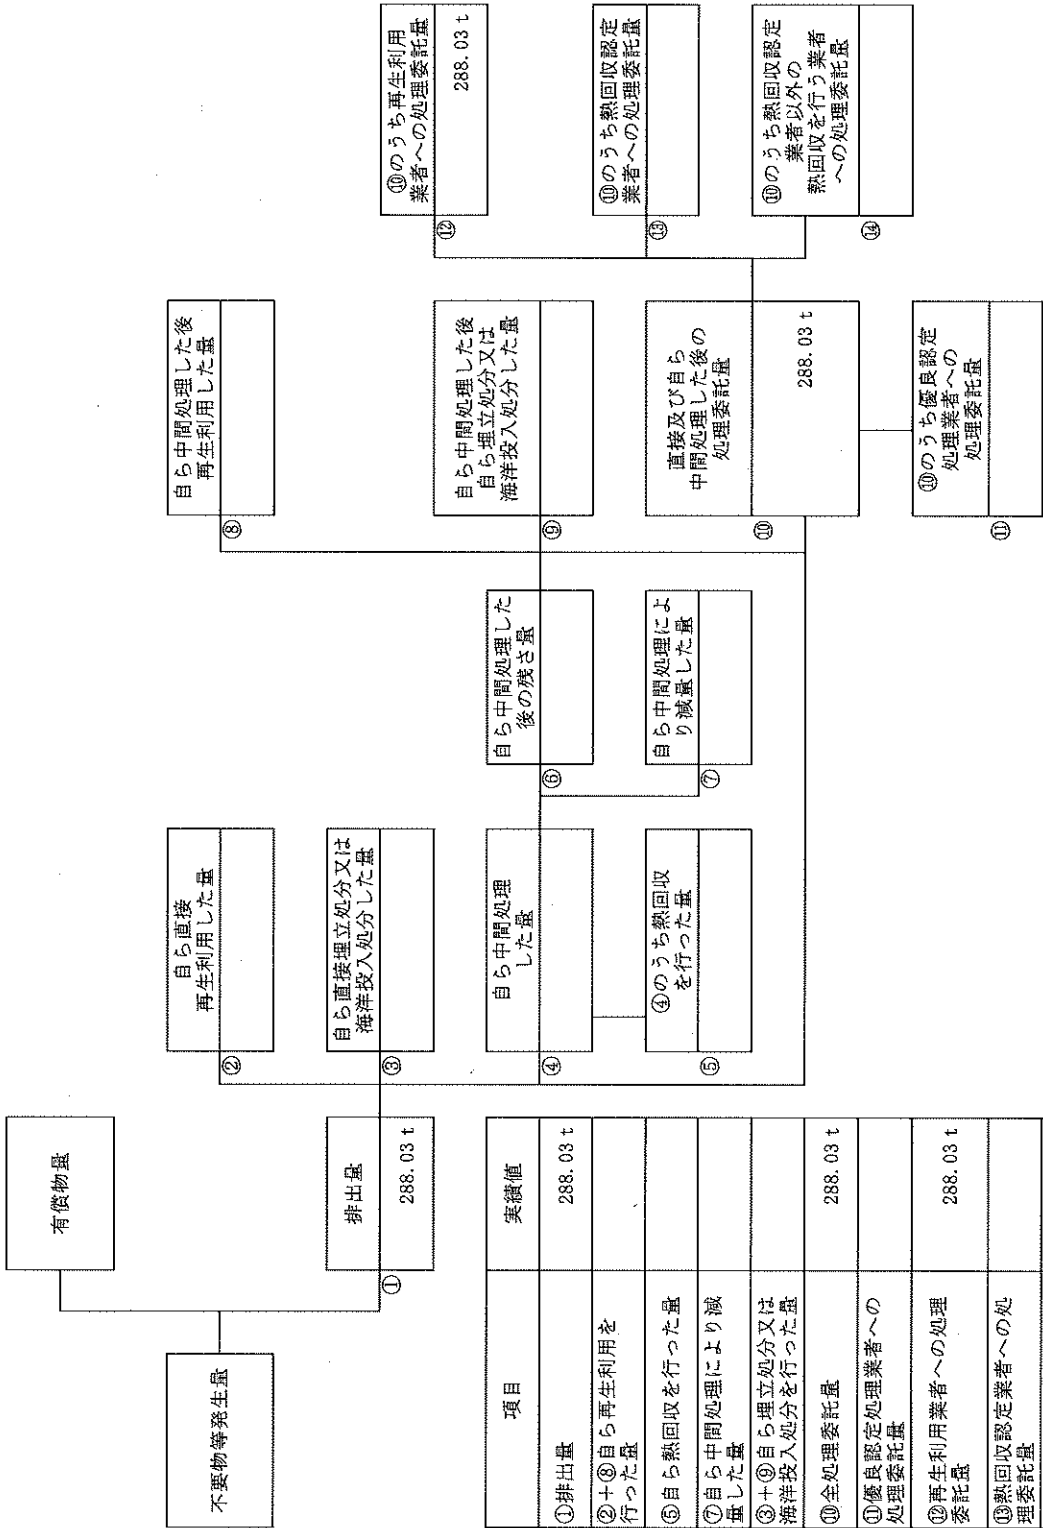 不要物等発生量
有償物量
①
排出量
288.03 t
②
自ら直接
再生利用した量
③
自ら直接埋立処分又は
海洋投入処分した量
④
自ら中間処理
した量
⑤
④のうち熱回収
を行った量
⑥
自ら中間処理した
後の残さ量
⑦
自ら中間処理によ
り減量した量
⑧
自ら中間処理した後
再生利用した量
⑨
自ら中間処理した後
自ら埋立処分又は
海洋投入処分した量
⑩
直接及び自ら
中間処理した後の
処理委託量
288.03 t
⑪
⑩のうち優良認定
処理業者への
処理委託量
⑫
⑩のうち再生利用
業者への処理委託量
288.03 t
⑬
⑩のうち熱回収認定
業者への処理委託量
⑭
⑩のうち熱回収認定
業者以外の
熱回収を行う業者
への処理委託量
項目
実績値
①排出量
288.03 t
②+⑧自ら再生利用を
行った量
⑤自ら熱回収を行った量
⑦自ら中間処理により減
量した量
③+⑨自ら埋立処分又は
海洋投入処分を行った量
⑩全処理委託量
288.03 t
⑪優良認定処理業者への
処理委託量
⑫再生利用業者への処理
委託量
288.03 t
⑬熱回収認定業者への処
理委託量